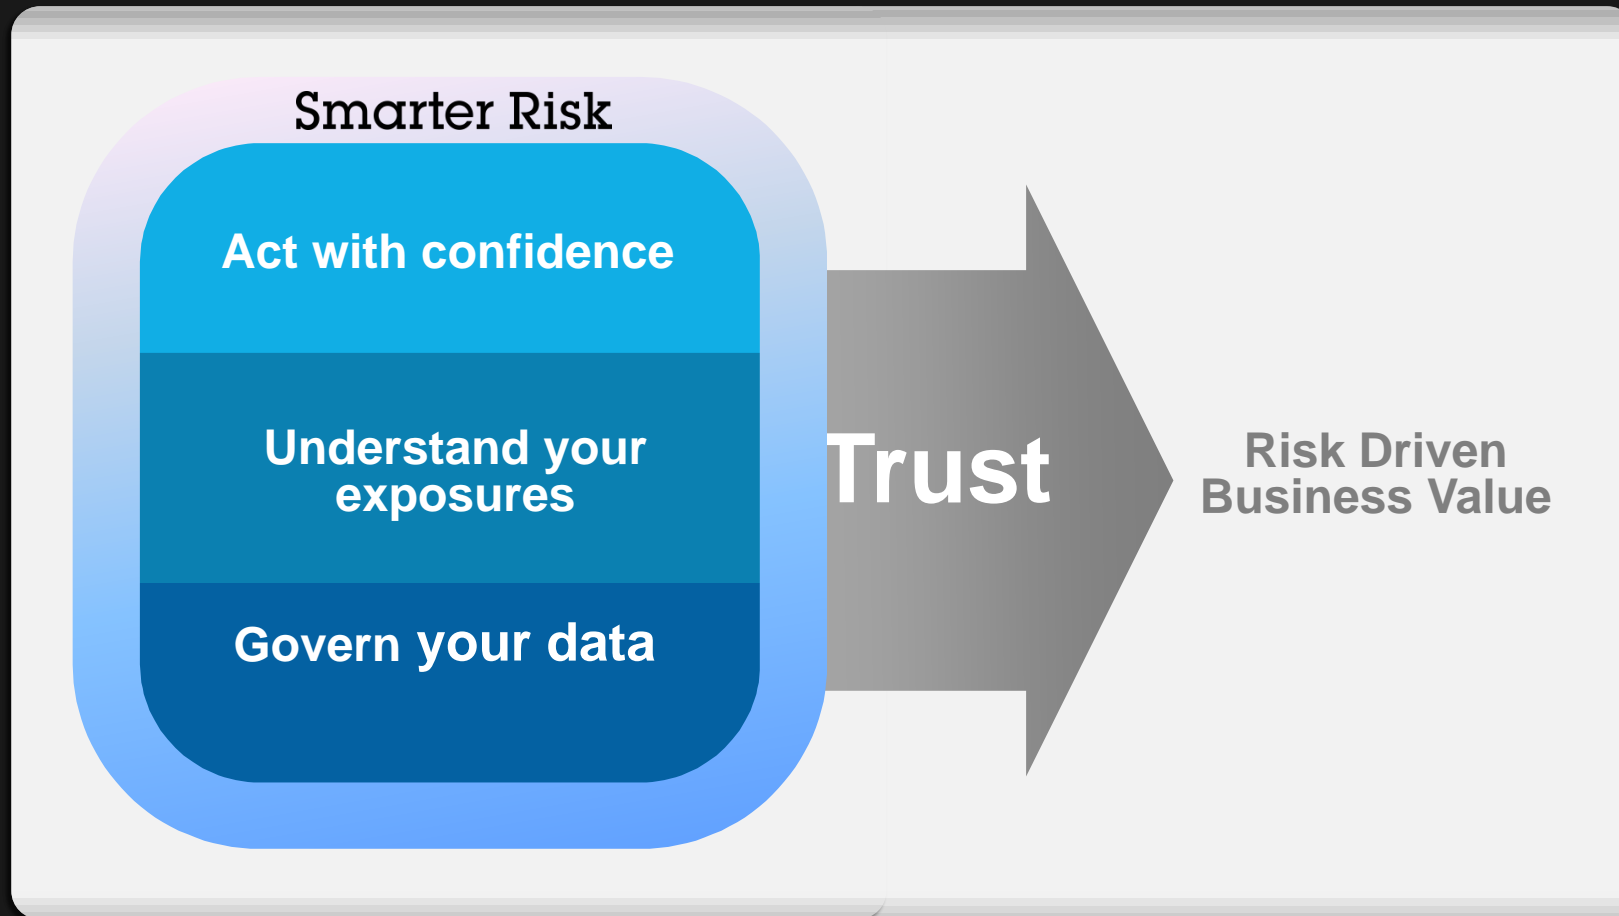 Smarter Risk
Act with confidence
Understand your
exposures
Govern your data
Trust
Risk Driven
Business Value